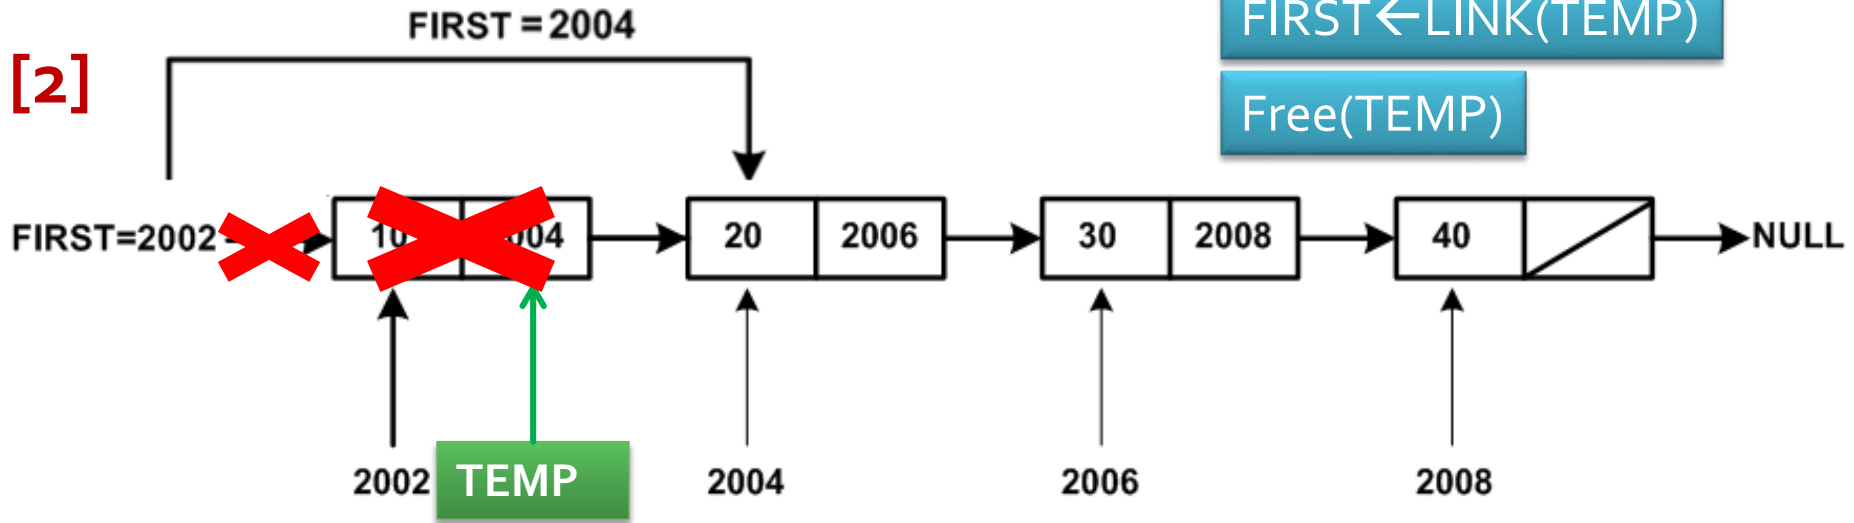 FIRST = 2004
FIRST←LINK(TEMP)
[2]
Free(TEMP)
FIRST=2002
20 2006 30 2008 40 NULL
2002 TEMP 2004 2006 2008